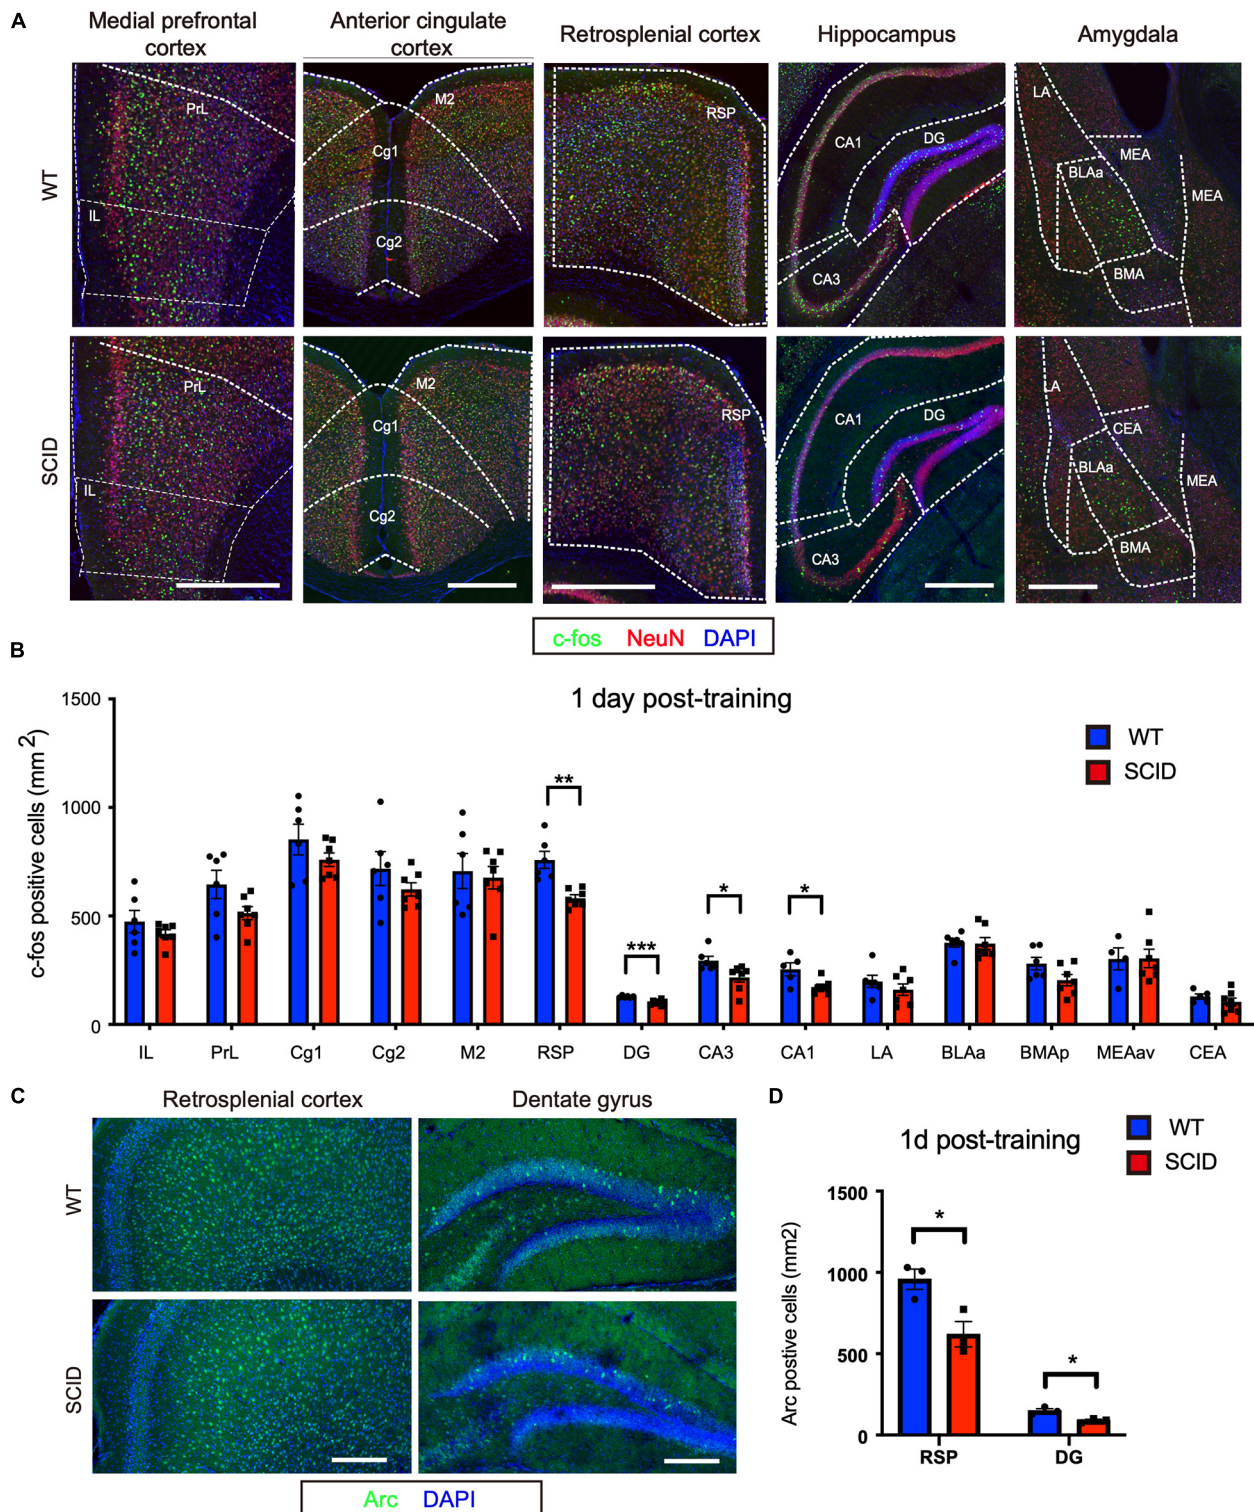 A
Medial prefrontal
cortex
Anterior cingulate
cortex
Retrosplenial cortex
Hippocampus
Amygdala
WT
PrL
IL
M2
Cg1
Cg2
RSP
CA1
DG
CA3
LA
MEA
BLAa
MEA
BMA
SCID
PrL
IL
M2
Cg1
Cg2
RSP
CA1
DG
CA3
LA
CEA
BLAa
MEA
BMA
c-fos NeuN DAPI
B
1 day post-training
c-fos positive cells (mm 2)
1500
1000
500
0
WT
SCID
**
***
*
*
IL PrL Cg1 Cg2 M2 RSP DG CA3 CA1 LA BLAa BMAp MEAav CEA
C
Retrosplenial cortex
Dentate gyrus
WT
SCID
Arc DAPI
D
1d post-training
WT
SCID
Arc postive cells (mm2)
1500
1000
500
0
*
*
RSP DG